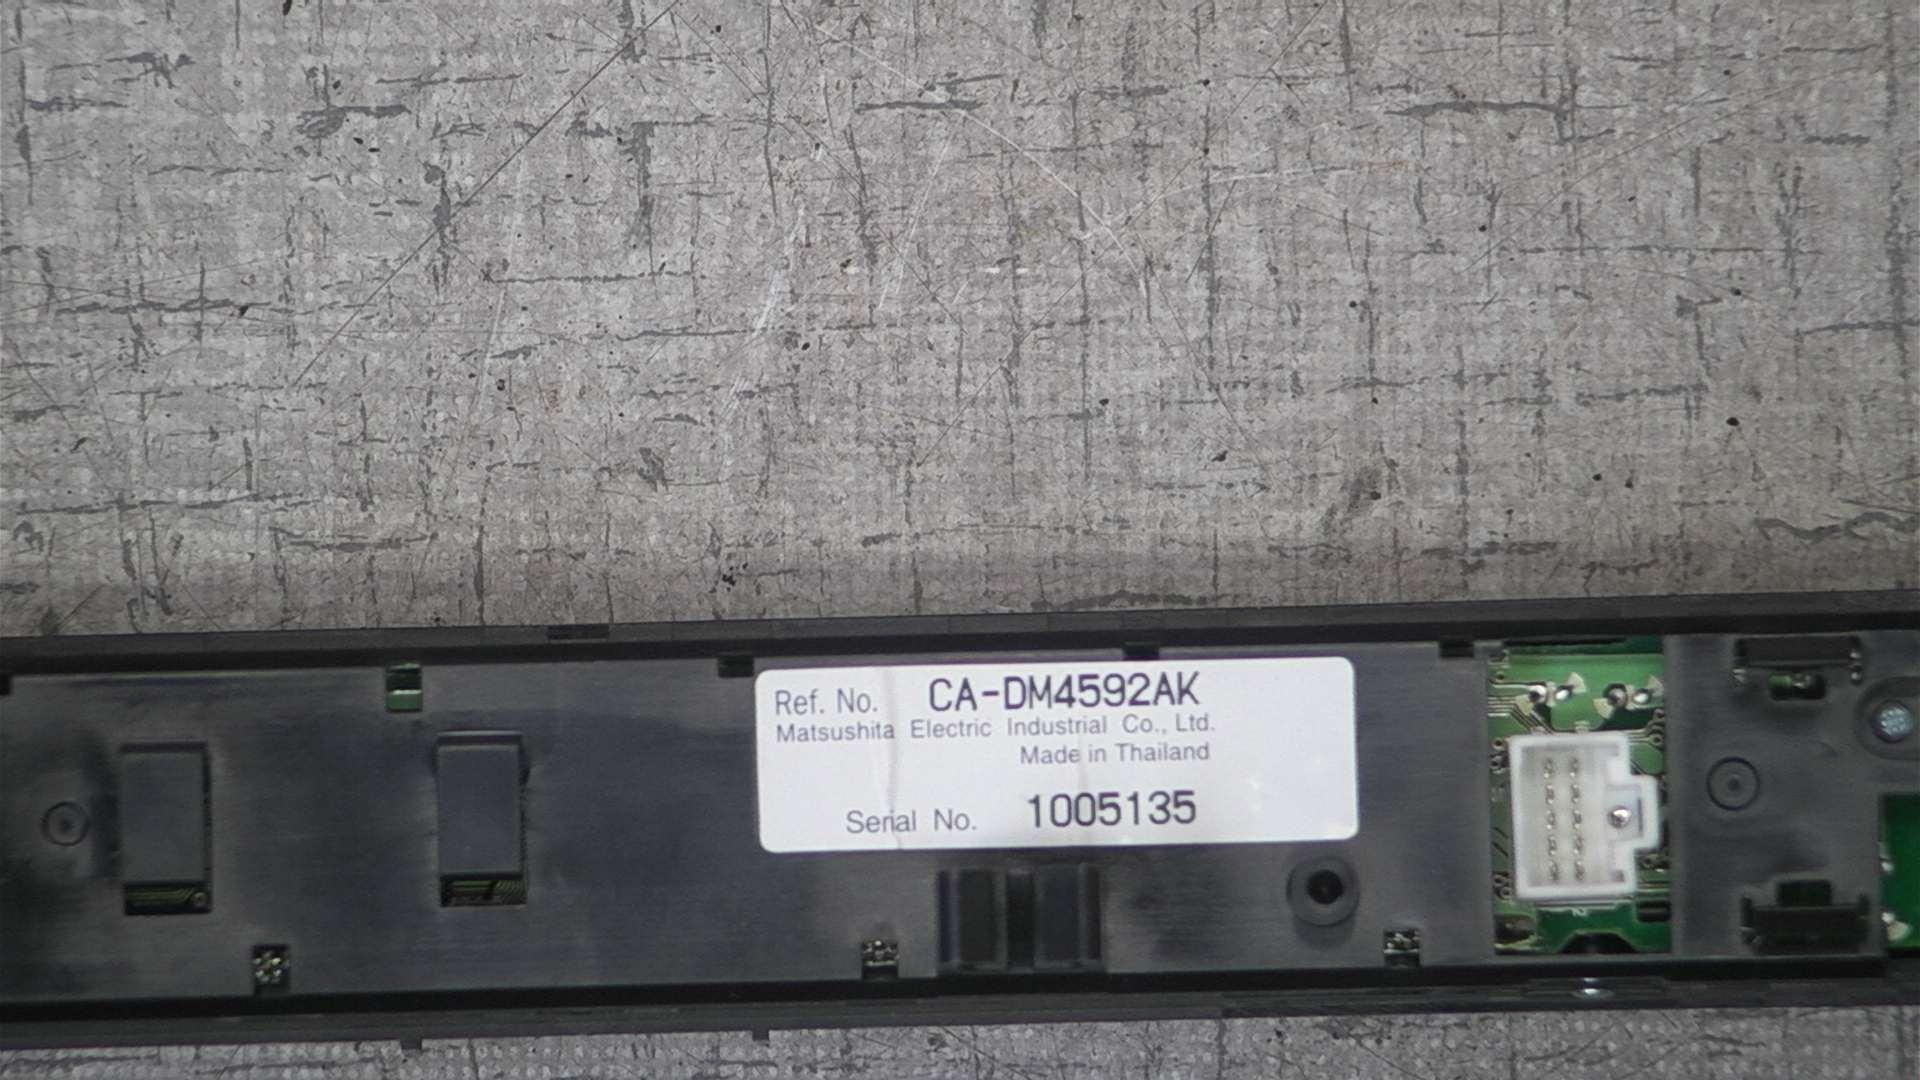 Ref. No. CA-DM4592AK
Matsushita Electric Industrial Co., Ltd.
Made in Thailand
Serial No. 1005135